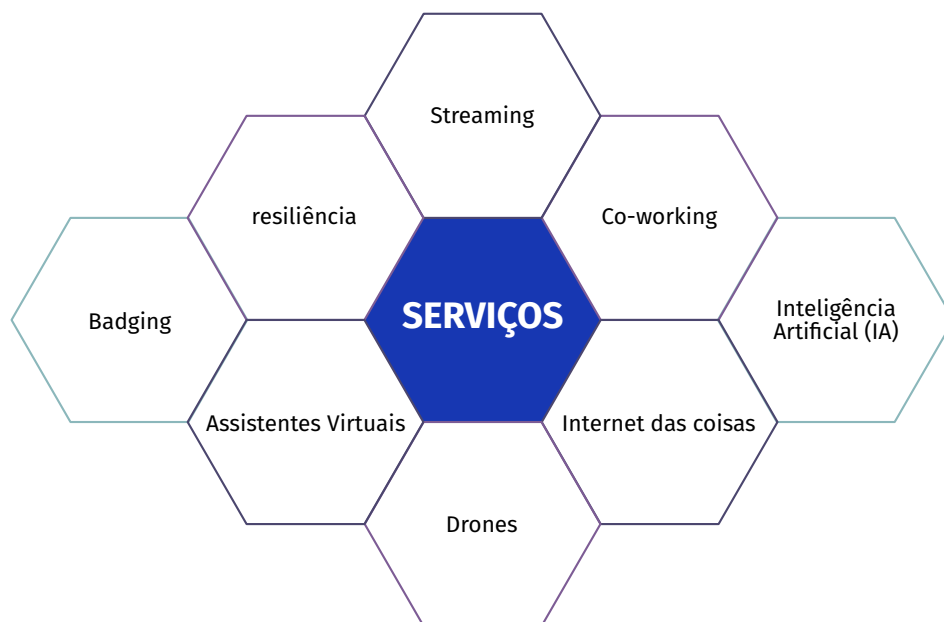 Streaming
resiliência
Co-working
Badging
SERVIÇOS
Inteligência
Artificial (IA)
Assistentes Virtuais
Internet das coisas
Drones